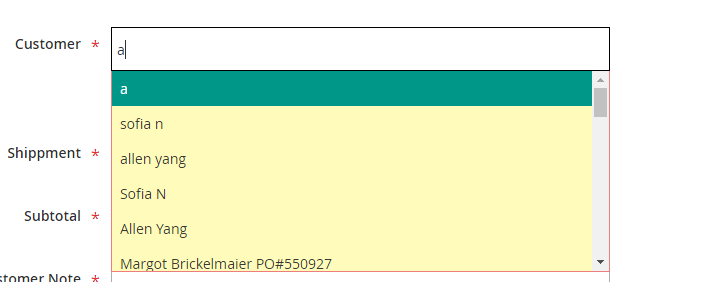 Customer *
a
a
sofia n
allen yang
Shippment *
Sofia N
Subtotal *
Allen Yang
Margot Brickelmaier PO#550927
stomer Note *